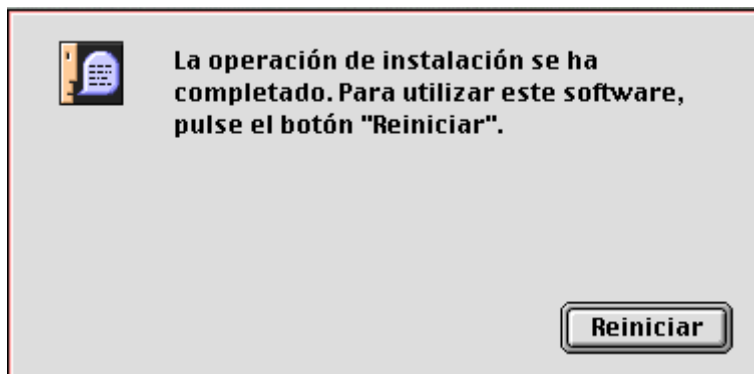 La operación de instalación se ha
completado. Para utilizar este software,
pulse el botón "Reiniciar".
Reiniciar